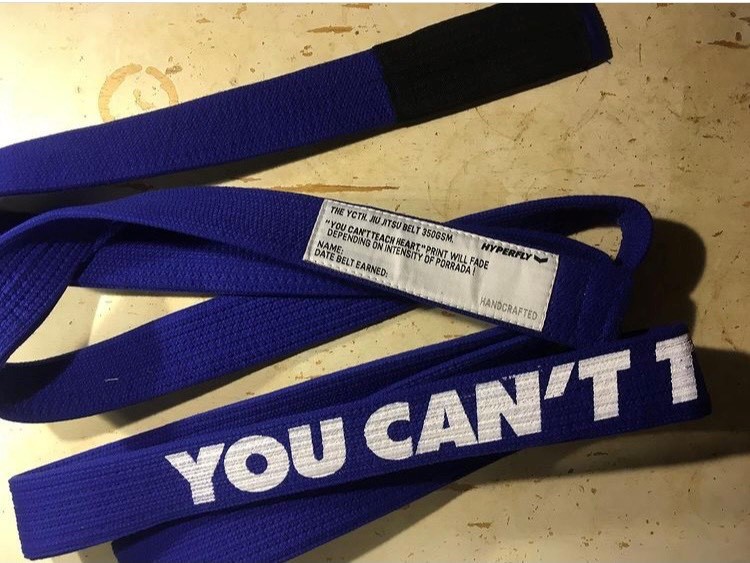 THE YCTH. JIU JITSU BELT 350GSM.
"YOU CAN'T TEACH HEART." PRINT WILL FADE
DEPENDING ON INTENSITY OF PORRADA !
NAME:
DATE BELT EARNED:
HYPERFLY
HANDCRAFTED
YOU CAN'T T